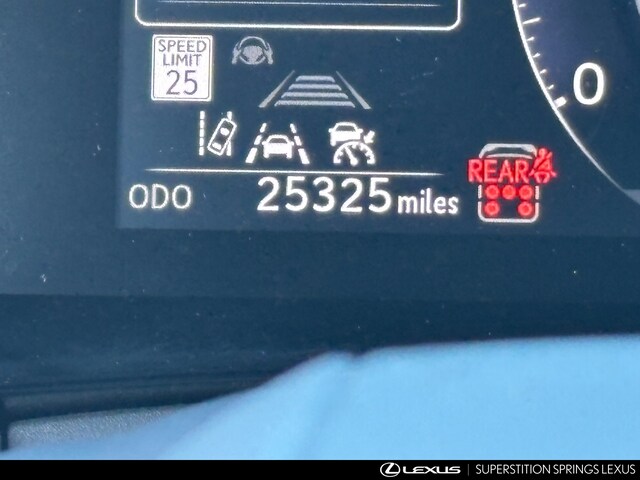 SPEED
LIMIT
25
0
REAR
ODO 25325 miles
LEXUS | SUPERSTITION SPRINGS LEXUS